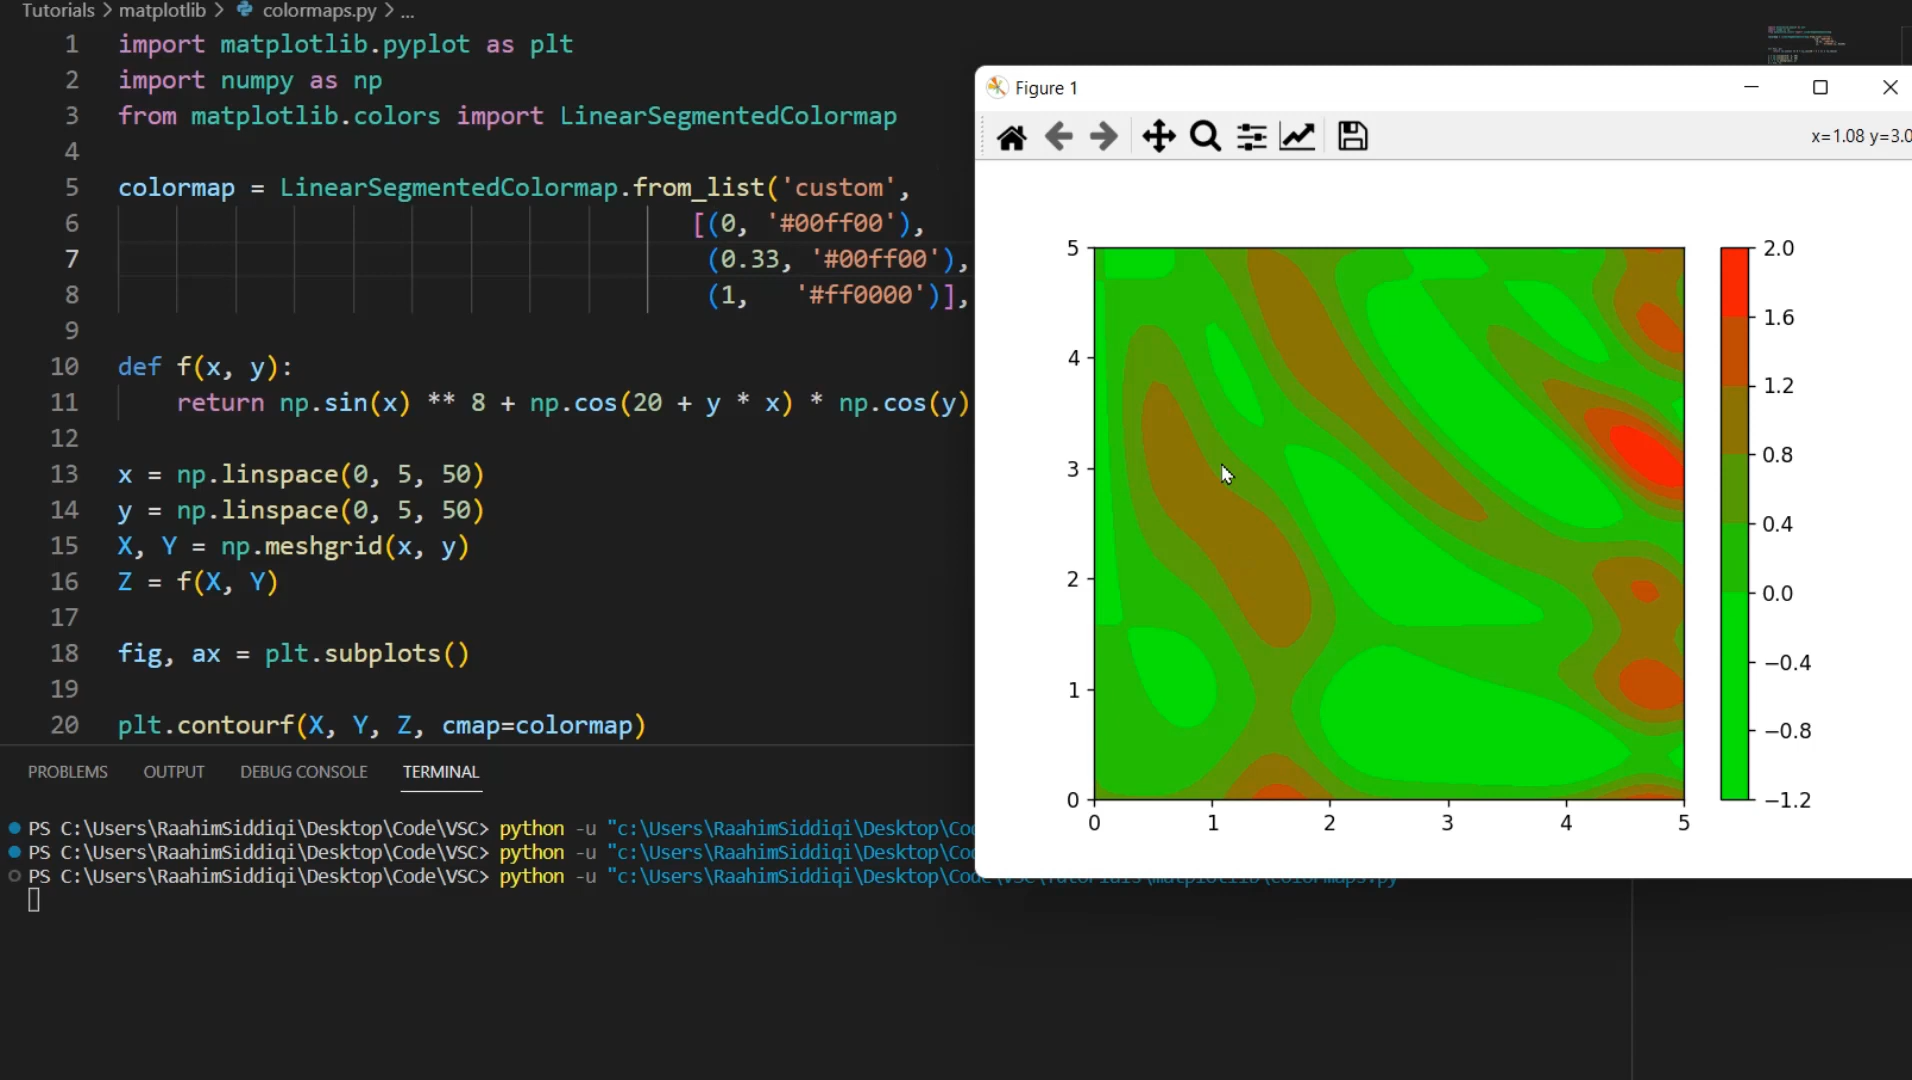 Tutorials > matplotlib > colormaps.py > ...
1 import matplotlib.pyplot as plt
2 import numpy as np
3 from matplotlib.colors import LinearSegmentedColormap
4
5 colormap = LinearSegmentedColormap.from_list('custom',
6 [(0, '#00ff00'),
7 (0.33, '#00ff00'),
8 (1, '#ff0000')],
9
10 def f(x, y):
11 return np.sin(x) ** 8 + np.cos(20 + y * x) * np.cos(y)
12
13 x = np.linspace(0, 5, 50)
14 y = np.linspace(0, 5, 50)
15 X, Y = np.meshgrid(x, y)
16 Z = f(X, Y)
17
18 fig, ax = plt.subplots()
19
20 plt.contourf(X, Y, Z, cmap=colormap)
PROBLEMS OUTPUT DEBUG CONSOLE TERMINAL
PS C:\Users\RaahimSiddiqi\Desktop\Code\VSC> python -u "c:\Users\RaahimSiddiqi\Desktop\Co
PS C:\Users\RaahimSiddiqi\Desktop\Code\VSC> python -u "c:\Users\RaahimSiddiqi\Desktop\Co
PS C:\Users\RaahimSiddiqi\Desktop\Code\VSC> python -u "c:\Users\RaahimSiddiqi\Desktop\Code\VSC\Tutorials\matplotlib\colormaps.py
Figure 1
x=1.08 y=3.0
5
4
3
2
1
0
0 1 2 3 4 5
2.0
1.6
1.2
0.8
0.4
0.0
−0.4
−0.8
−1.2